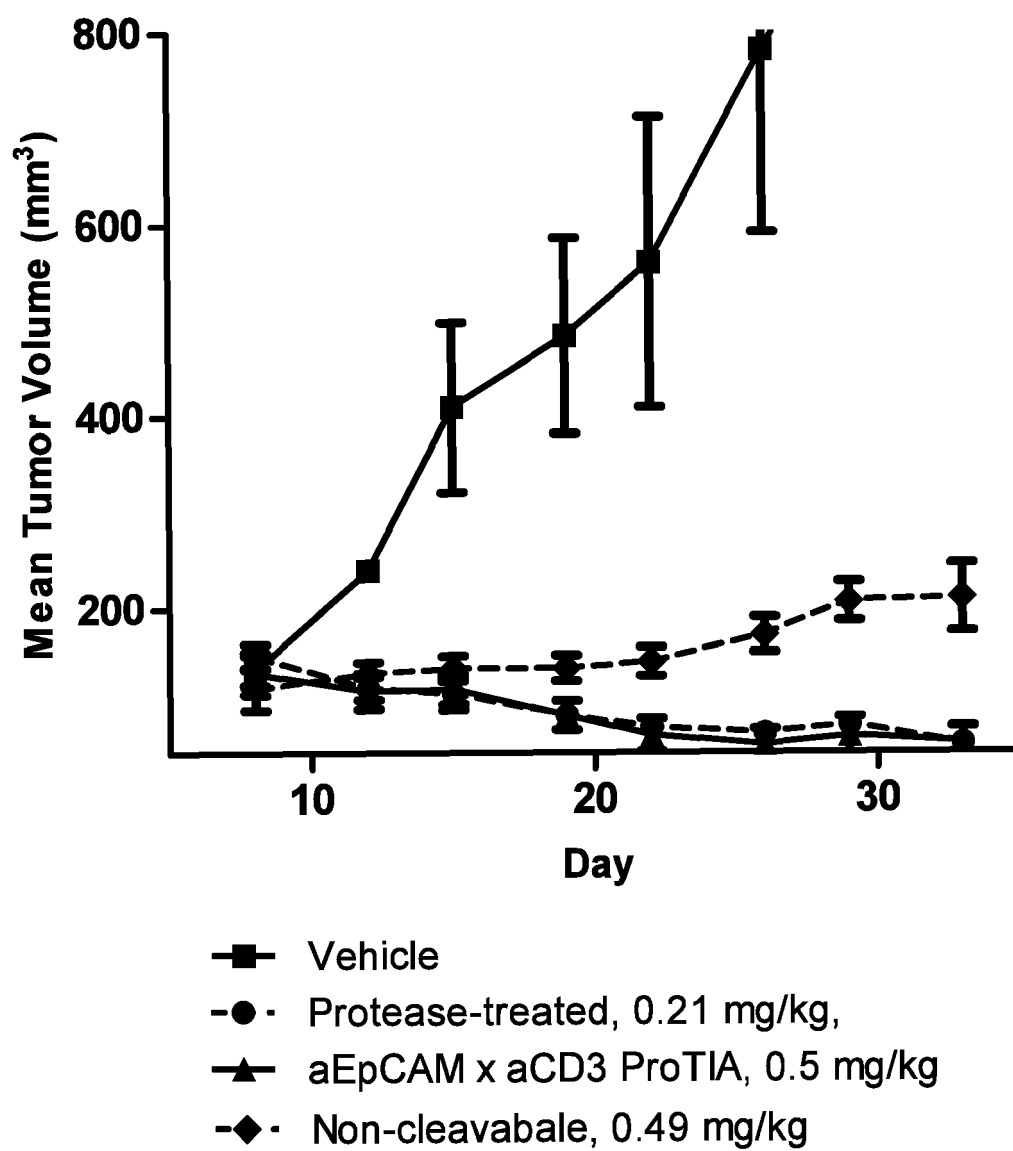 800
600
400
200
Mean Tumor Volume (mm³)
10 20 30
Day
Vehicle
Protease-treated, 0.21 mg/kg,
aEpCAM x aCD3 ProTIA, 0.5 mg/kg
Non-cleavabale, 0.49 mg/kg